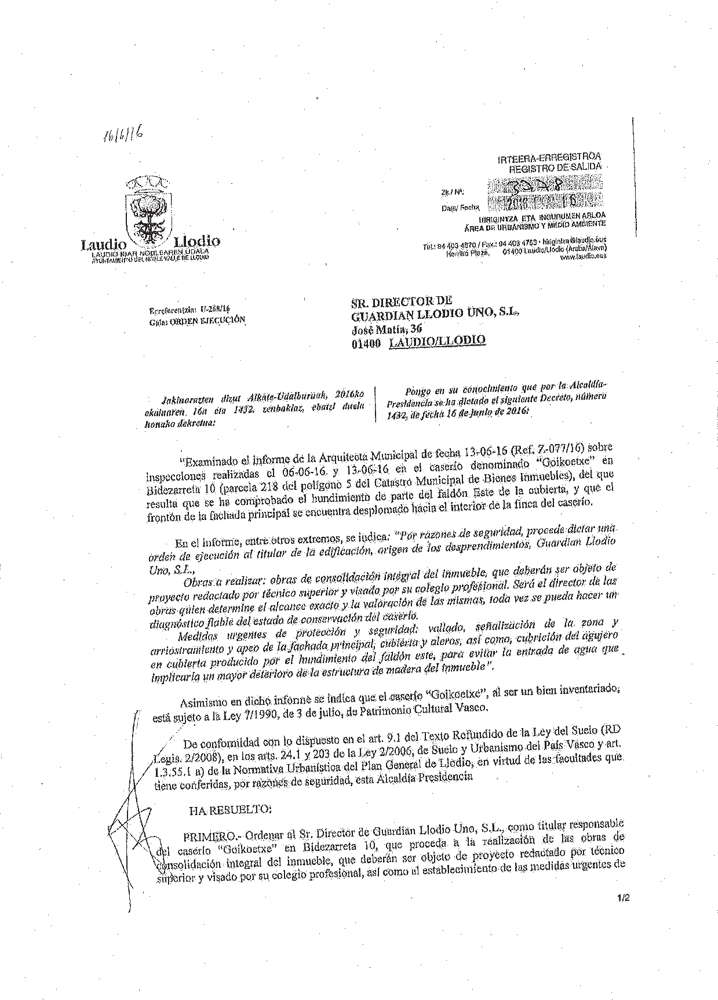 16/6/16
IRTEERA-ERREGISTROA
REGISTRO DE SALIDA
Zk./ Nº:
3778
Data/ Fecha
16
HIRIGINTZA ETA INGURUMEN ARLOA
ÁREA DE URBANISMO Y MEDIO AMBIENTE
Laudio Llodio
LAUDIO IBAR NOBLEAREN UDALA
AYUNTAMIENTO DEL NOBLE VALLE DE LLODIO
Tel.: 94 403 4870 / Fax.: 94 403 4753 • hirigintza@laudio.eus
Herriko Plaza, 01400 Laudio/Llodio (Araba/Álava)
www.laudio.eus
Erreferentzia: U-268/16
Gaia: ORDEN EJECUCIÓN
SR. DIRECTOR DE
GUARDIAN LLODIO UNO, S.L.,
José Matía, 36
01400 LAUDIO/LLODIO
Jakinarazten dizut Alkate-Udalburuak, 2016ko
ekainaren 16n eta 1432. zenbakiaz, ebatzi duela
honako dekretua:
Pongo en su conocimiento que por la Alcaldía-
Presidencia se ha dictado el siguiente Decreto, número
1432, de fecha 16 de junio de 2016:
"Examinado el informe de la Arquitecta Municipal de fecha 13-06-16 (Ref. Z-077/16) sobre
inspecciones realizadas el 06-06-16 y 13-06-16 en el caserío denominado "Goikoetxe" en
Bidezarreta 10 (parcela 218 del polígono 5 del Catastro Municipal de Bienes Inmuebles), del que
resulta que se ha comprobado el hundimiento de parte del faldón Este de la cubierta, y que el
frontón de la fachada principal se encuentra desplomado hacia el interior de la finca del caserío.
En el informe, entre otros extremos, se indica: "Por razones de seguridad, procede dictar una
orden de ejecución al titular de la edificación, origen de los desprendimientos, Guardian Llodio
Uno, S.L.,
Obras a realizar: obras de consolidación integral del inmueble, que deberán ser objeto de
proyecto redactado por técnico superior y visado por su colegio profesional. Será el director de las
obras quien determine el alcance exacto y la valoración de las mismas, toda vez se pueda hacer un
diagnóstico fiable del estado de conservación del caserío.
Medidas urgentes de protección y seguridad: vallado, señalización de la zona y
arriostramiento y apeo de la fachada principal, cubierta y aleros, así como, cubrición del agujero
en cubierta producido por el hundimiento del faldón este, para evitar la entrada de agua que
implicaría un mayor deterioro de la estructura de madera del inmueble".
Asimismo en dicho informe se indica que el caserío "Goikoetxe", al ser un bien inventariado,
está sujeto a la Ley 7/1990, de 3 de julio, de Patrimonio Cultural Vasco.
De conformidad con lo dispuesto en el art. 9.1 del Texto Refundido de la Ley del Suelo (RD
Legis. 2/2008), en los arts. 24.1 y 203 de la Ley 2/2006, de Suelo y Urbanismo del País Vasco y art.
1.3.55.1 a) de la Normativa Urbanística del Plan General de Llodio, en virtud de las facultades que
tiene conferidas, por razones de seguridad, esta Alcaldía Presidencia
HA RESUELTO:
PRIMERO.- Ordenar al Sr. Director de Guardian Llodio Uno, S.L., como titular responsable
del caserío "Goikoetxe" en Bidezarreta 10, que proceda a la realización de las obras de
consolidación integral del inmueble, que deberán ser objeto de proyecto redactado por técnico
superior y visado por su colegio profesional, así como al establecimiento de las medidas urgentes de
1/2